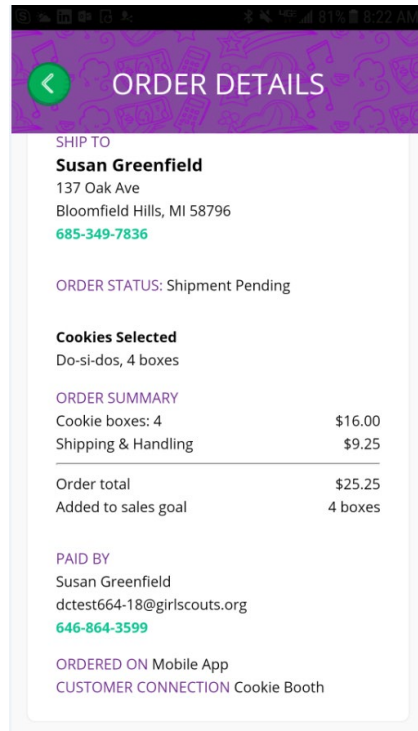 81% 8:22 AM
ORDER DETAILS
SHIP TO
Susan Greenfield
137 Oak Ave
Bloomfield Hills, MI 58796
685-349-7836
ORDER STATUS: Shipment Pending
Cookies Selected
Do-si-dos, 4 boxes
ORDER SUMMARY
Cookie boxes: 4 $16.00
Shipping & Handling $9.25
Order total $25.25
Added to sales goal 4 boxes
PAID BY
Susan Greenfield
dctest664-18@girlscouts.org
646-864-3599
ORDERED ON Mobile App
CUSTOMER CONNECTION Cookie Booth